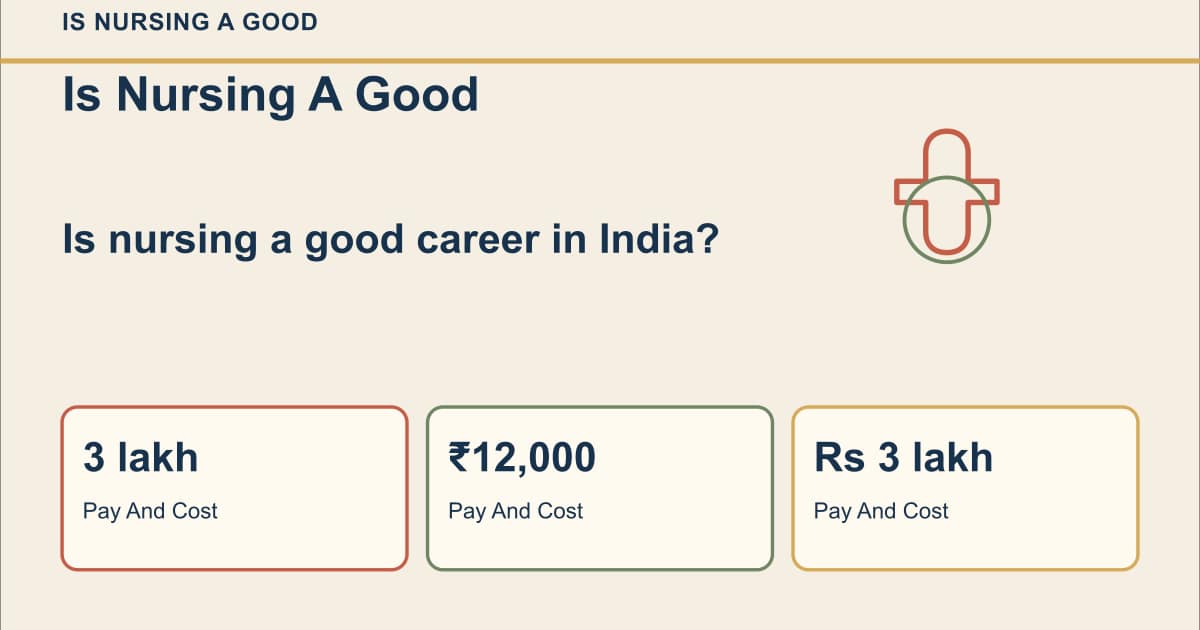 IS NURSING A GOOD
Is Nursing A Good
Is nursing a good career in India?
3 lakh
Pay And Cost
₹12,000
Pay And Cost
Rs 3 lakh
Pay And Cost